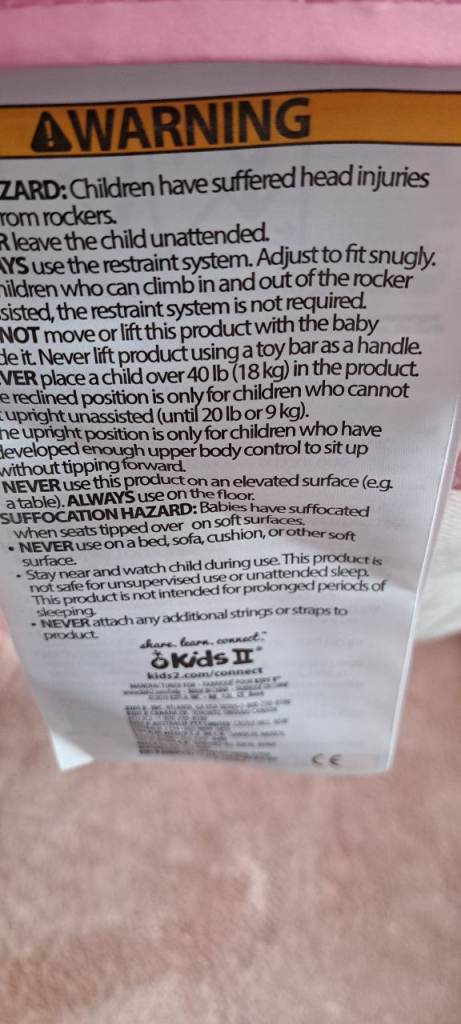 WARNING
ZARD: Children have suffered head injuries
rom rockers.
R leave the child unattended.
AYS use the restraint system. Adjust to fit snugly.
hildren who can climb in and out of the rocker
sisted, the restraint system is not required.
NOT move or lift this product with the baby
de it. Never lift product using a toy bar as a handle.
VER place a child over 40 lb (18 kg) in the product.
e reclined position is only for children who cannot
t upright unassisted (until 20 lb or 9 kg).
he upright position is only for children who have
developed enough upper body control to sit up
without tipping forward.
NEVER use this product on an elevated surface (e.g.
a table). ALWAYS use on the floor.
SUFFOCATION HAZARD: Babies have suffocated
when seats tipped over on soft surfaces.
• NEVER use on a bed, sofa, cushion, or other soft
surface.
• Stay near and watch child during use. This product is
not safe for unsupervised use or unattended sleep.
This product is not intended for prolonged periods of
sleeping.
• NEVER attach any additional strings or straps to
product.
share. learn. connect.™
Kids II®
kids2.com/connect
CE